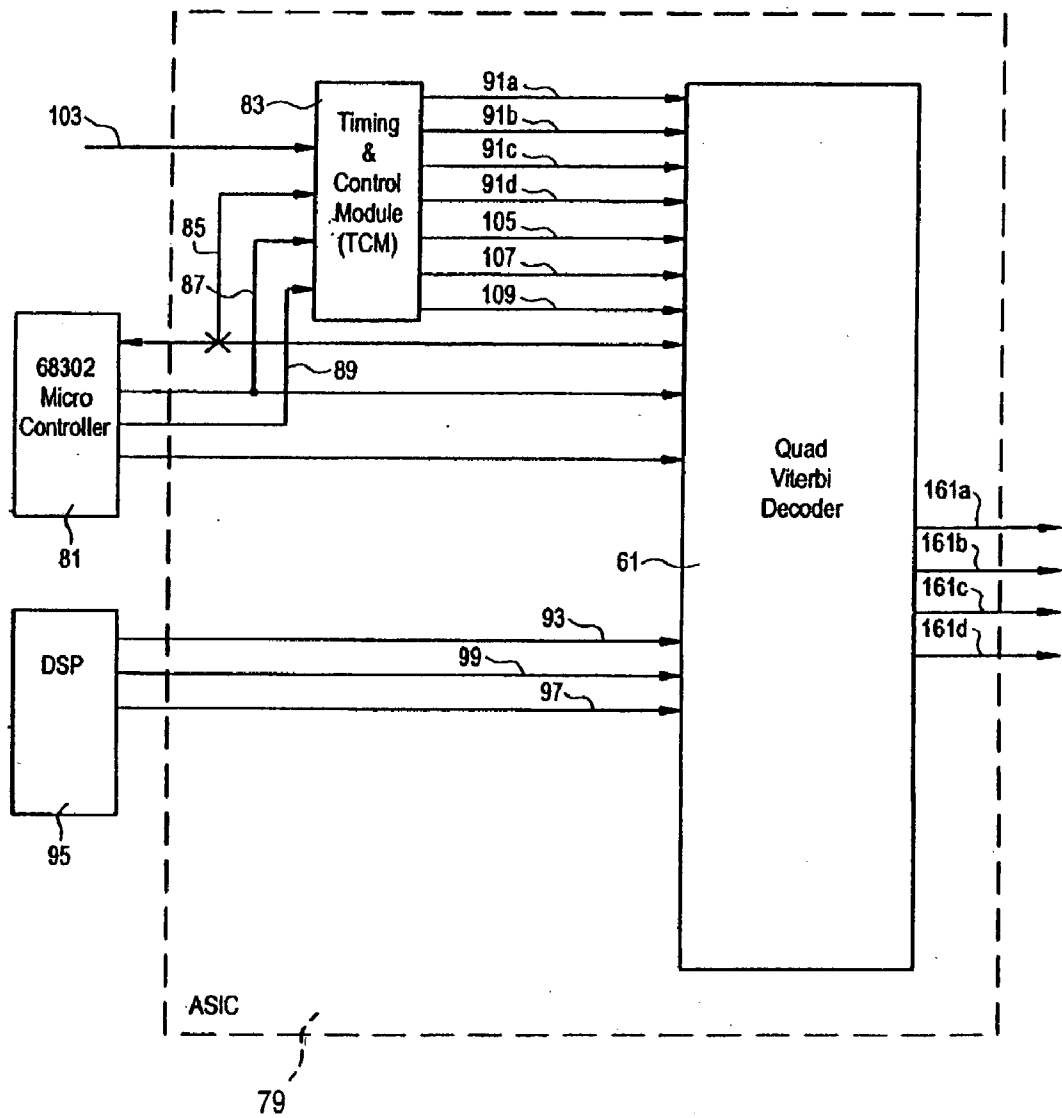 83
Timing
&
Control
Module
(TCM)
103
85
87
89
91a
91b
91c
91d
105
107
109
68302
Micro
Controller
81
Quad
Viterbi
Decoder
61
161a
161b
161c
161d
DSP
95
93
99
97
ASIC
79